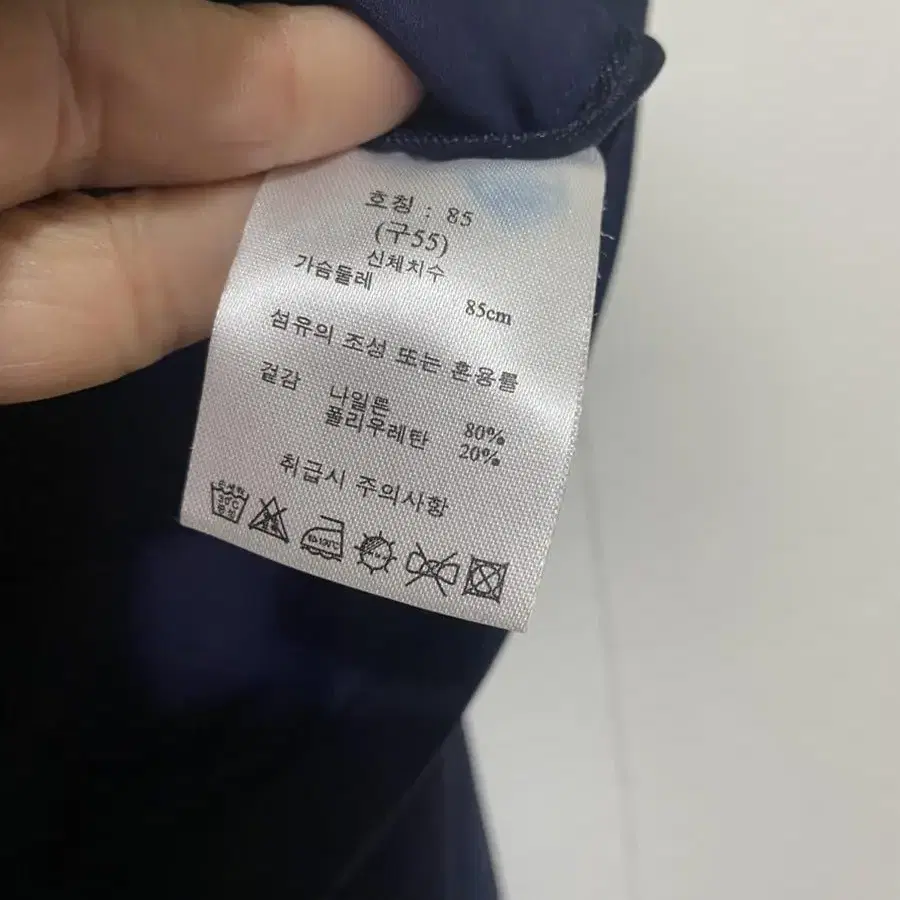 호칭 : 85
(구55)
신체치수
가슴둘레 85cm
섬유의 조성 또는 혼용률
겉감 나일론 80%
폴리우레탄 20%
취급시 주의사항